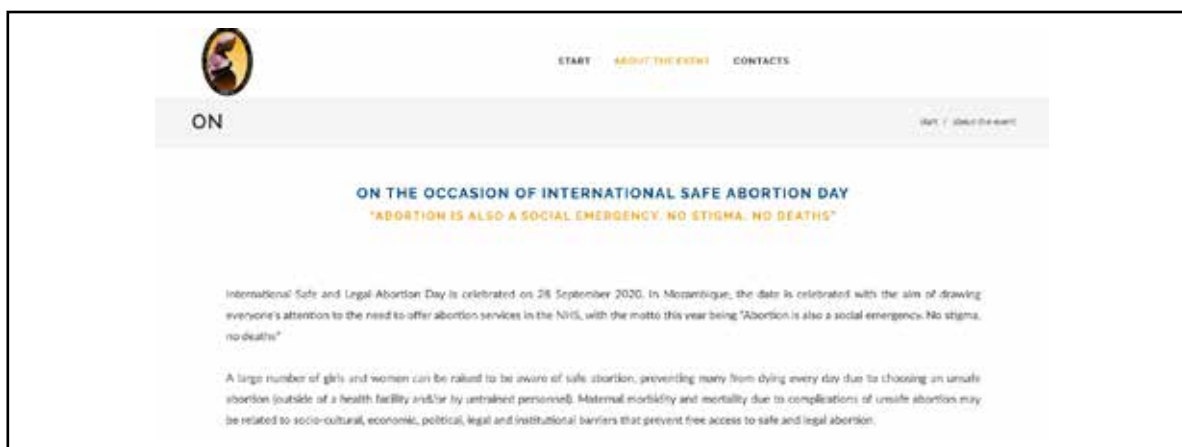 START ABOUT THE EVENT CONTACTS
ON
start / about the event
ON THE OCCASION OF INTERNATIONAL SAFE ABORTION DAY
"ABORTION IS ALSO A SOCIAL EMERGENCY. NO STIGMA, NO DEATHS"
International Safe and Legal Abortion Day is celebrated on 28 September 2020. In Mozambique, the date is celebrated with the aim of drawing
everyone's attention to the need to offer abortion services in the NHS, with the motto this year being "Abortion is also a social emergency. No stigma,
no deaths"
A large number of girls and women can be raised to be aware of safe abortion, preventing many from dying every day due to choosing an unsafe
abortion (outside of a health facility and/or by untrained personnel). Maternal morbidity and mortality due to complications of unsafe abortion may
be related to socio-cultural, economic, political, legal and institutional barriers that prevent free access to safe and legal abortion.